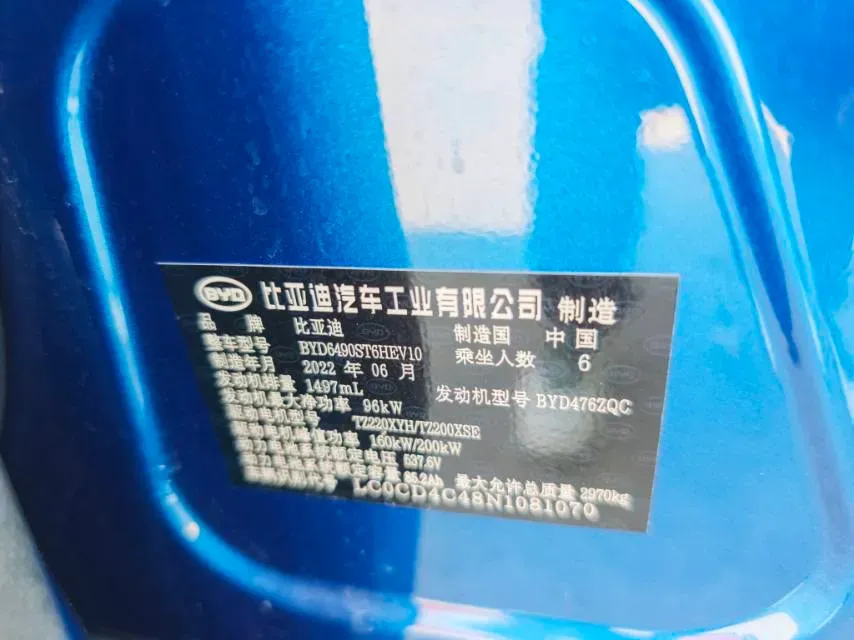 BYD 比亚迪汽车工业有限公司 制造
品牌 比亚迪 制造国 中国
整车型号 BYD6490ST6HEV10 乘坐人数 6
制造年月 2022 年 06 月
发动机排量 1497mL 发动机型号 BYD476ZQC
发动机最大净功率 96kW
驱动电机型号 TZ220XYH/TZ200XSE
驱动电机峰值功率 160kW/200kW
动力电池系统额定电压 537.6V
动力电池系统额定容量 85.2Ah 最大允许总质量 2970kg
车辆识别代号 LC0CD4C48N1081070